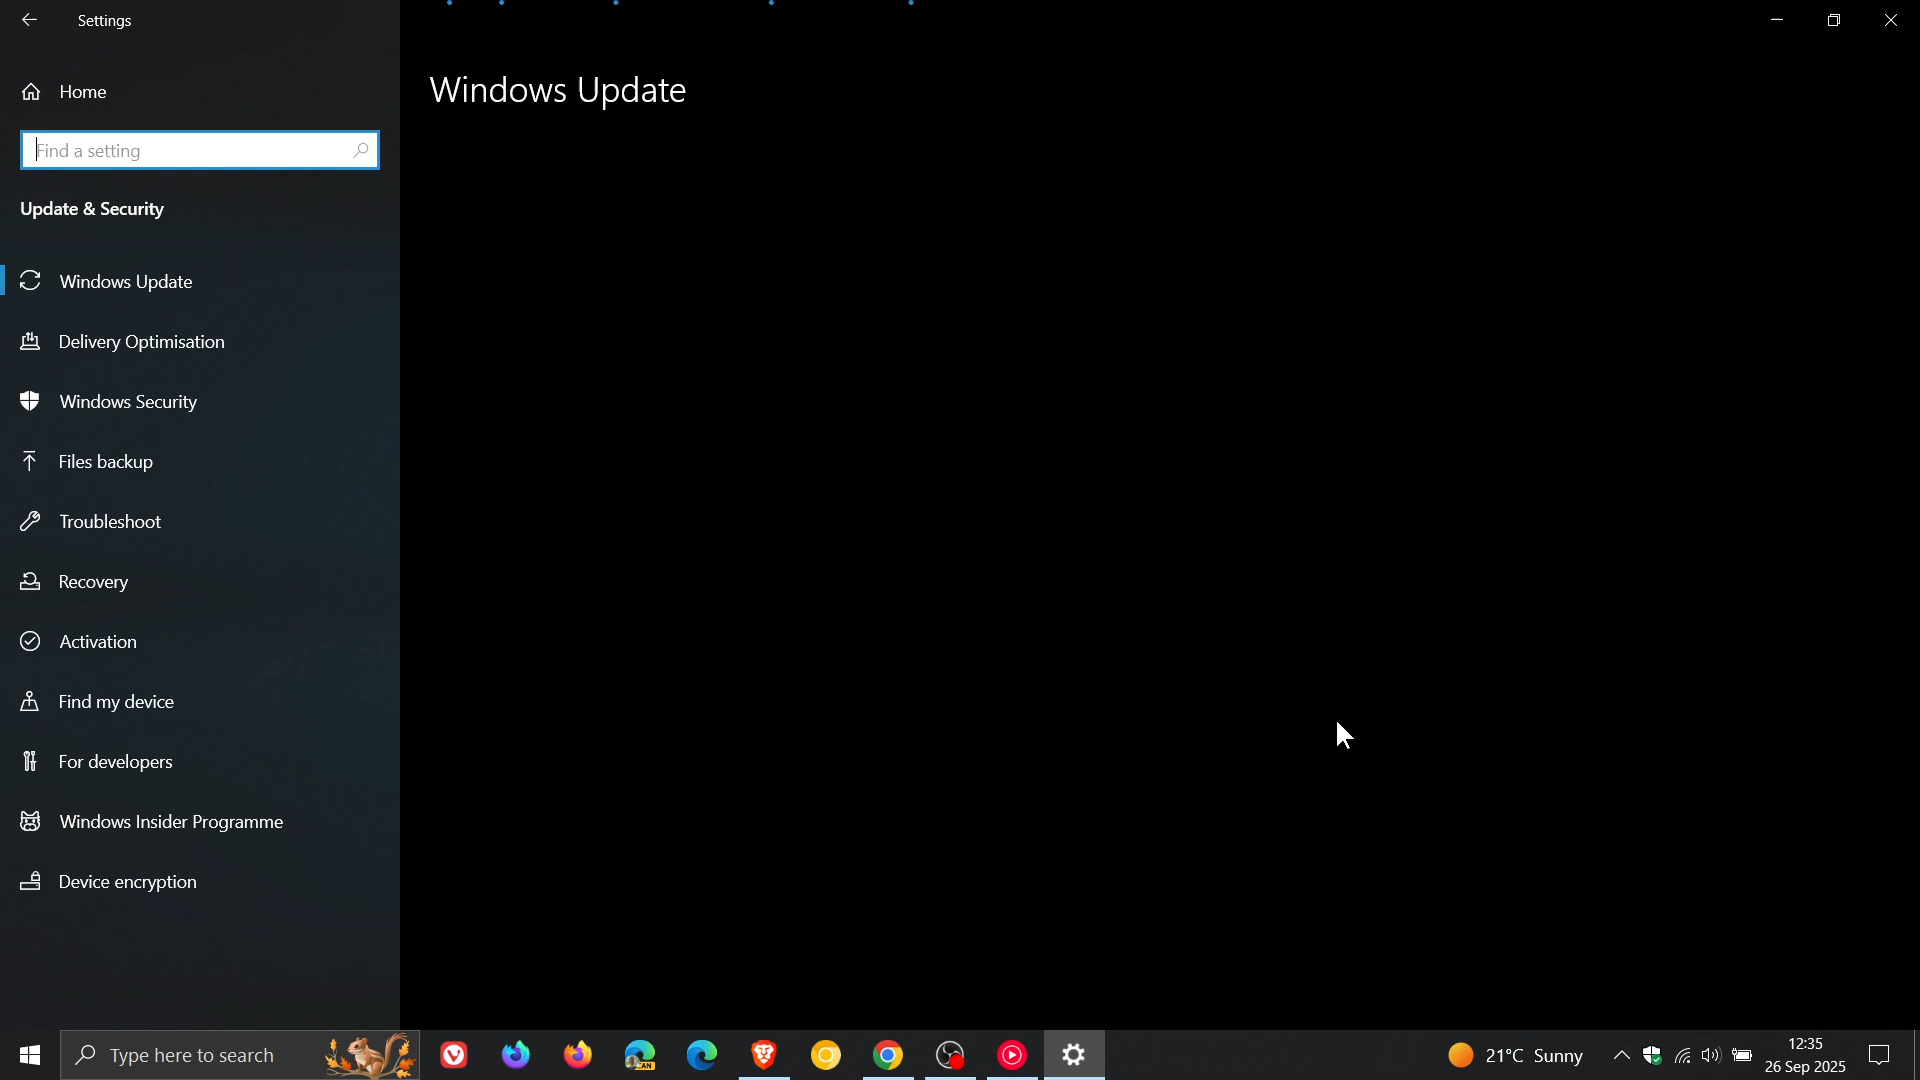 Settings
Home
Find a setting
Update & Security
Windows Update
Delivery Optimisation
Windows Security
Files backup
Troubleshoot
Recovery
Activation
Find my device
For developers
Windows Insider Programme
Device encryption
Windows Update
Type here to search
CAN
21°C Sunny
12:35
26 Sep 2025